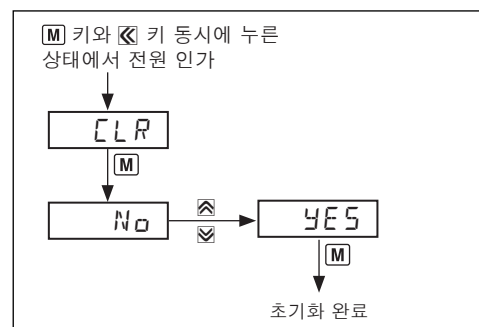 M 키와 《 키 동시에 누른
상태에서 전원 인가
CLR
M
No
YES
M
초기화 완료